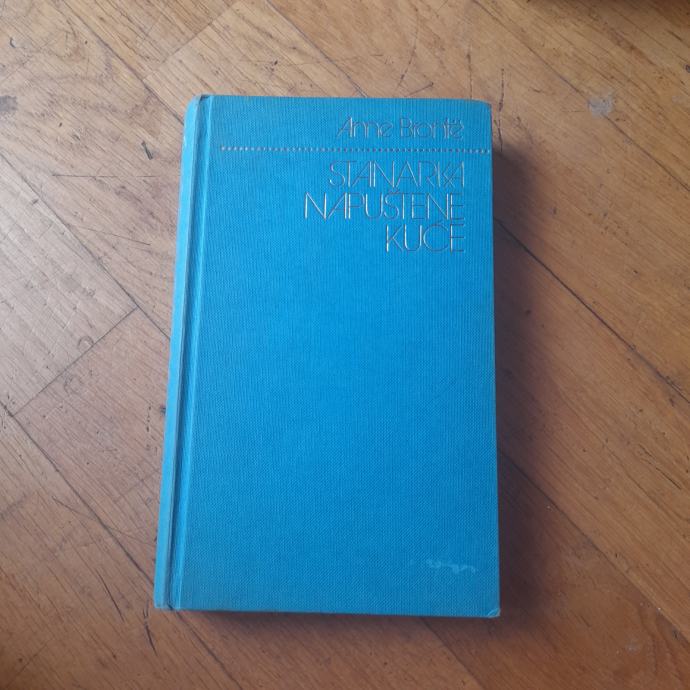 Anne Brontë
STANARKA
NAPUŠTENE
KUĆE